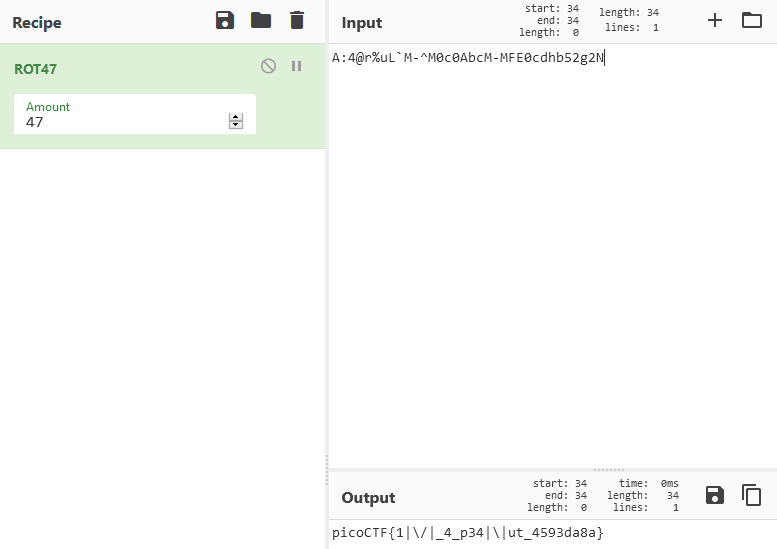 Recipe
ROT47
Amount
47
Input
start: 34
end: 34
length: 0
length: 34
lines: 1
A:4@r%uL`M-^M0c0AbcM-MFE0cdhb52g2N
Output
start: 34
end: 34
length: 0
time: 0ms
length: 34
lines: 1
picoCTF{1|\/|_4_p34|\|ut_4593da8a}